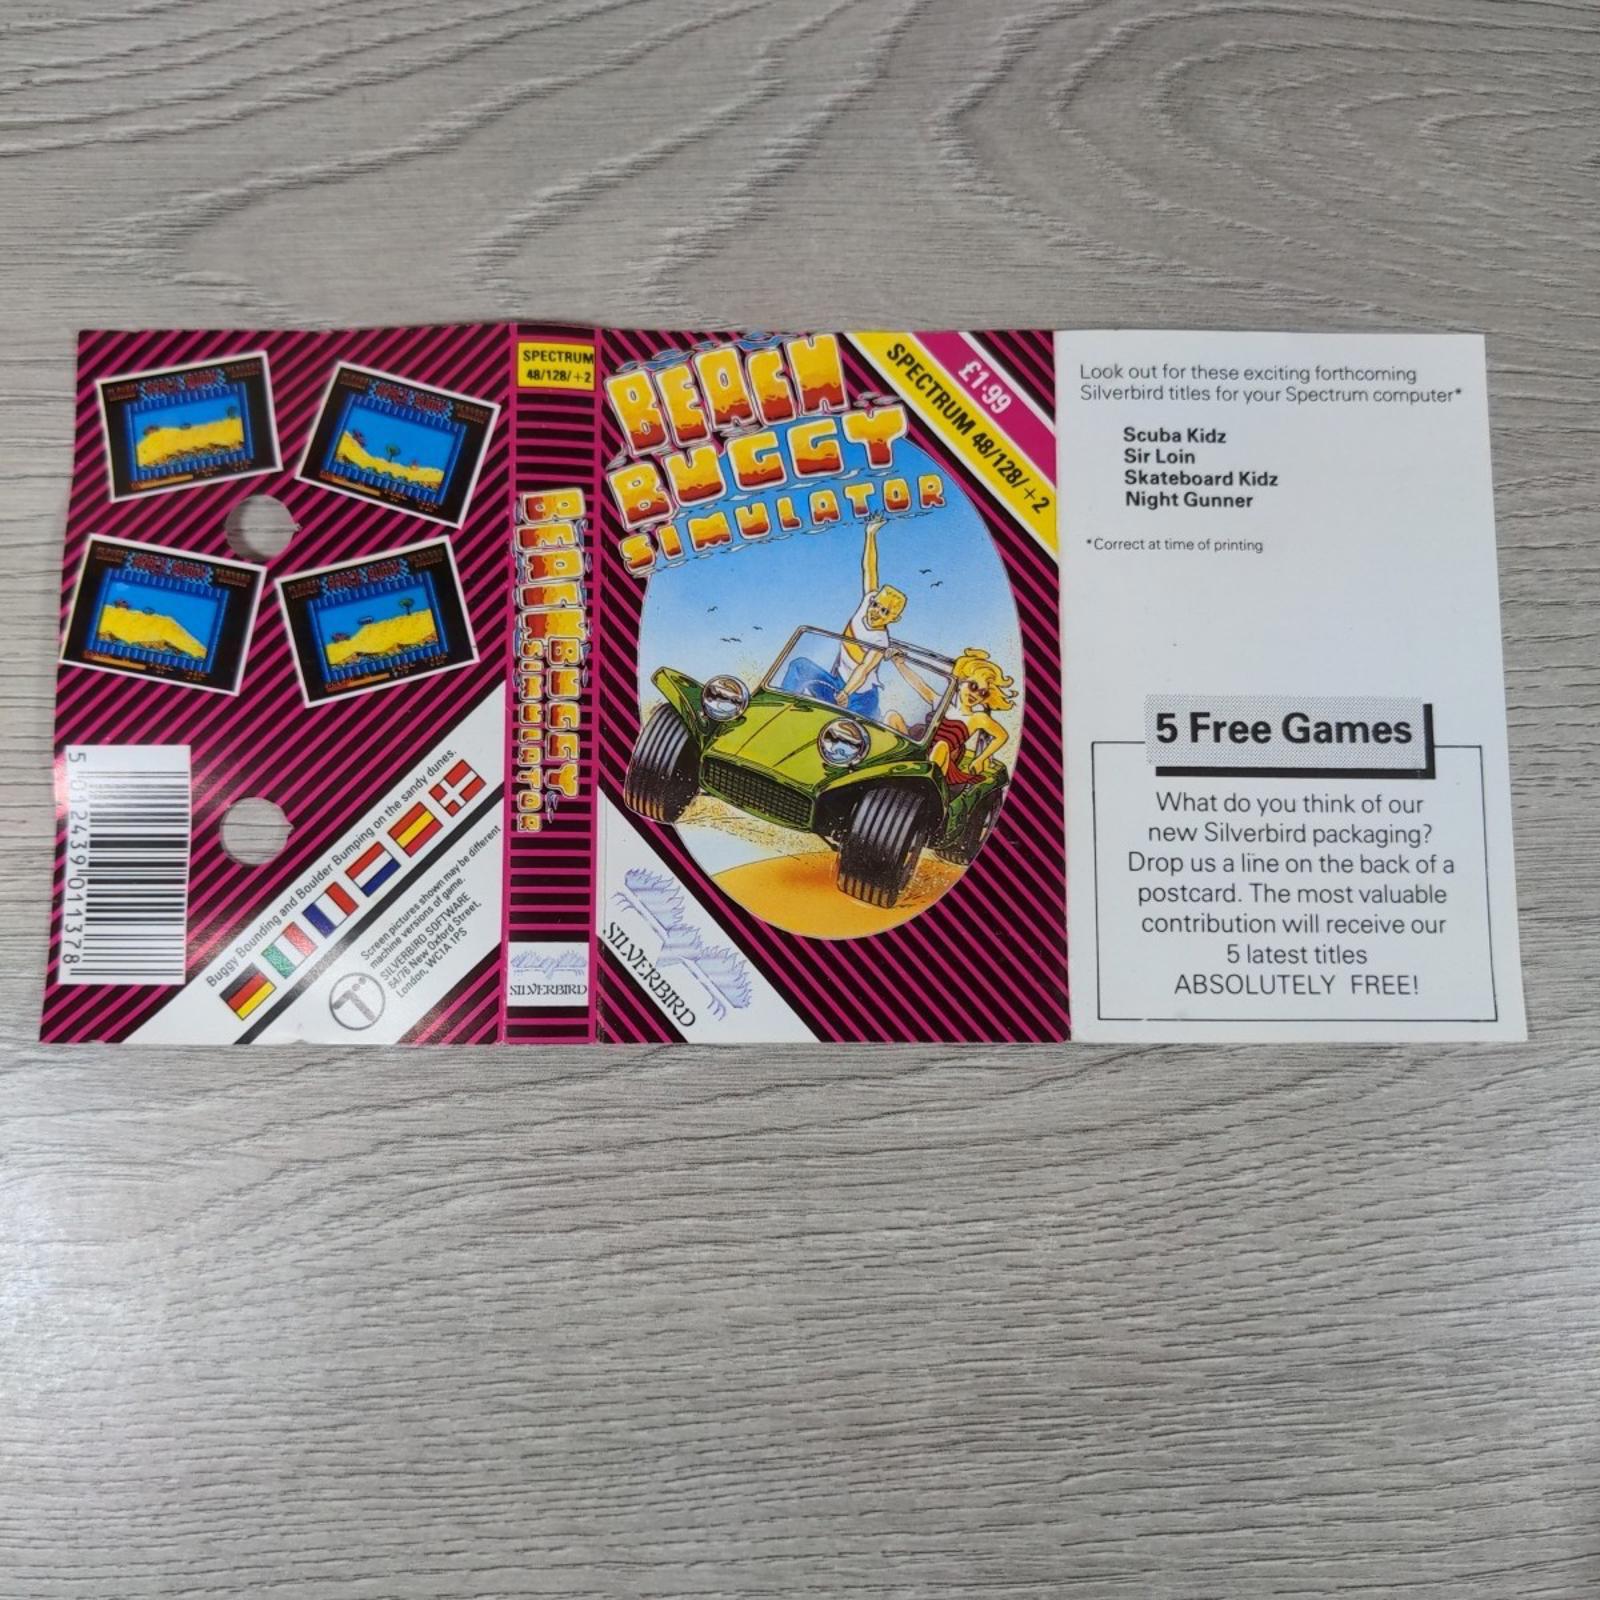 5 012439 011378
Buggy Bounding and Boulder Bumping on the sandy dunes.
Screen pictures shown may be different
machine versions of game.
SILVERBIRD SOFTWARE
64/76 New Oxford Street,
London, WC1A 1PS
SPECTRUM
48/128/+2
BEACH BUGGY
SIMULATOR
SILVERBIRD
BEACH
BUGGY
SIMULATOR
£1·99
SPECTRUM 48/128/+2
SILVERBIRD
Look out for these exciting forthcoming
Silverbird titles for your Spectrum computer*
Scuba Kidz
Sir Loin
Skateboard Kidz
Night Gunner
*Correct at time of printing
5 Free Games
What do you think of our
new Silverbird packaging?
Drop us a line on the back of a
postcard. The most valuable
contribution will receive our
5 latest titles
ABSOLUTELY FREE!